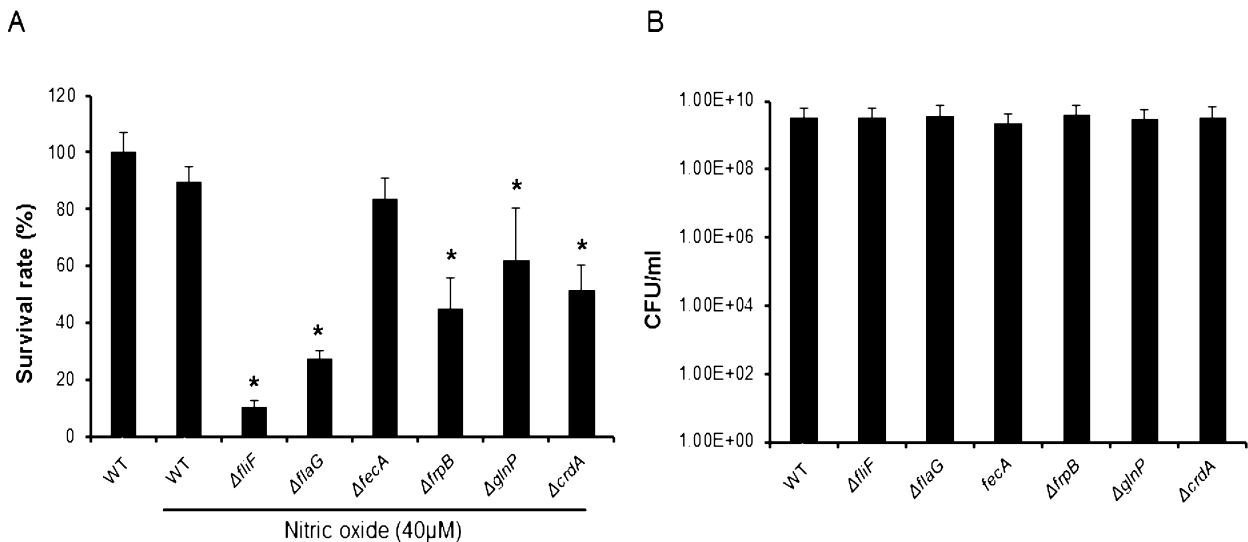 A
B
Survival rate (%)
120
100
80
60
40
20
0
*
*
*
*
*
WT
WT
ΔfliF
ΔflaG
ΔfecA
ΔfrpB
ΔglnP
ΔcrdA
Nitric oxide (40µM)
CFU/ml
1.00E+10
1.00E+08
1.00E+06
1.00E+04
1.00E+02
1.00E+00
WT
ΔfliF
ΔflaG
fecA
ΔfrpB
ΔglnP
ΔcrdA